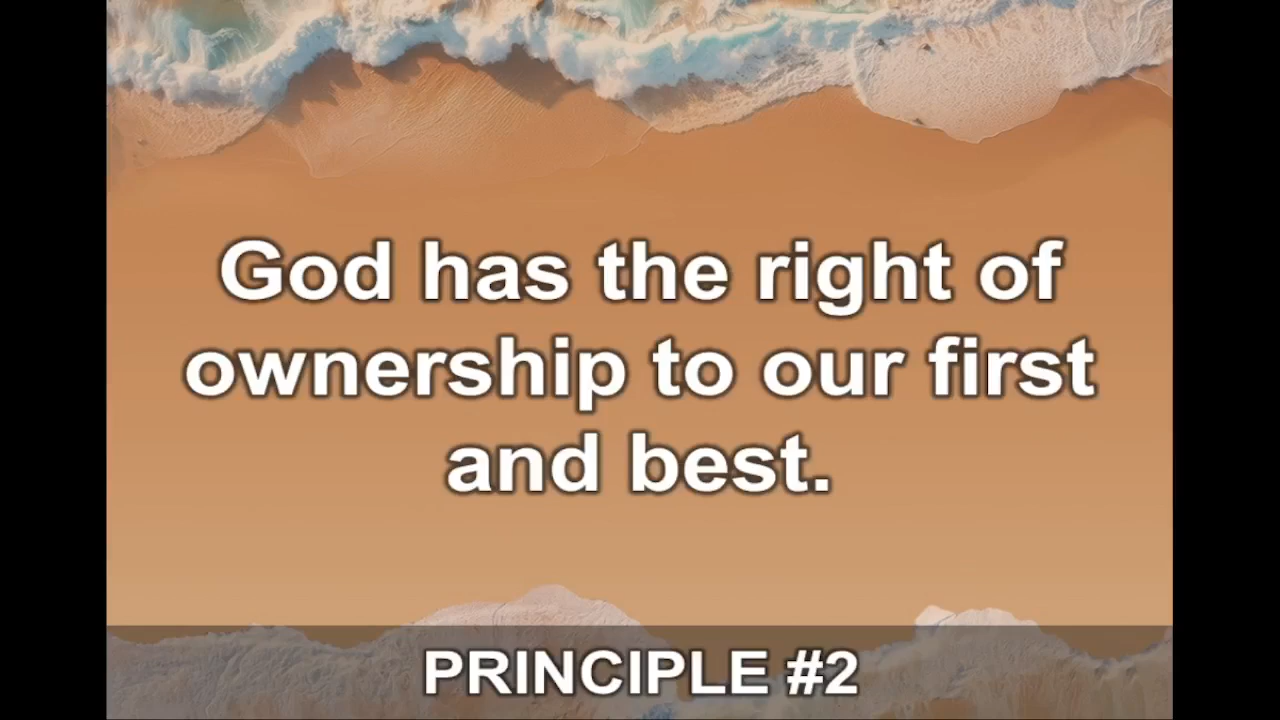 God has the right of
ownership to our first
and best.
PRINCIPLE #2